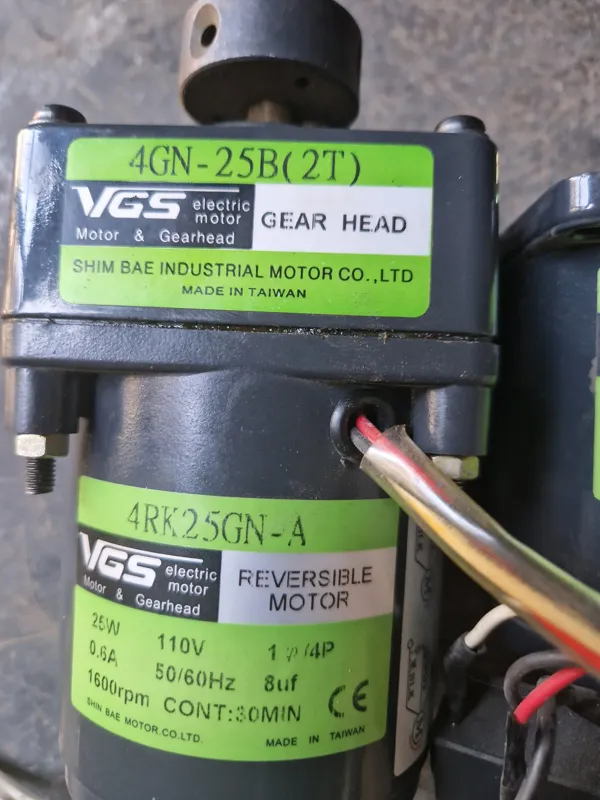 4GN-25B(2T)
VGS electric motor
Motor & Gearhead
GEAR HEAD
SHIM BAE INDUSTRIAL MOTOR CO.,LTD
MADE IN TAIWAN
4RK25GN-A
VGS electric motor
Motor & Gearhead
REVERSIBLE
MOTOR
25W 110V 1φ/4P
0.6A 50/60Hz 8uf
1600rpm CONT:30MIN CE
SHIN BAE MOTOR.CO.LTD. MADE IN TAIWAN